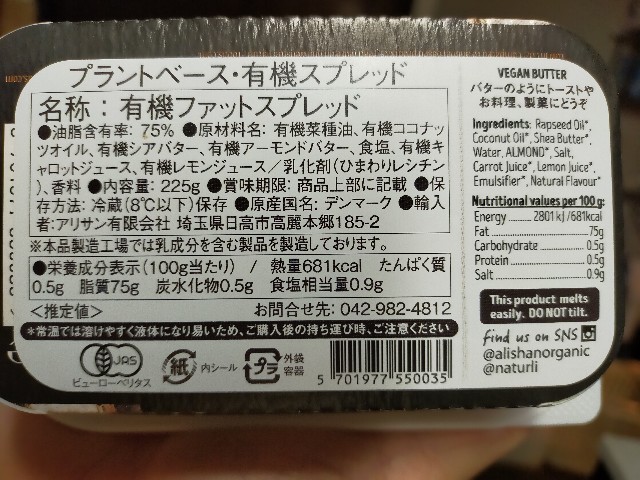 プラントベース・有機スプレッド
名称：有機ファットスプレッド
●油脂含有率：75% ●原材料名：有機菜種油、有機ココナッ
ツオイル、有機シアバター、有機アーモンドバター、食塩、有機キ
ャロットジュース、有機レモンジュース／乳化剤（ひまわりレシチン
）、香料 ●内容量：225g ●賞味期限：商品上部に記載 ●保
存方法：冷蔵（8℃以下）保存 ●原産国名：デンマーク ●輸入
者：アリサン有限会社 埼玉県日高市高麗本郷185-2
※本品製造工場では乳成分を含む製品を製造しております。
●栄養成分表示（100g当たり） / 熱量681kcal たんぱく質
0.5g 脂質75g 炭水化物0.5g 食塩相当量0.9g
＜推定値＞ お問合せ先：042-982-4812
*常温では溶けやすく液体になり易いため、ご購入後の持ち運び時、ご注意ください
JAS
ビューローベリタス
紙 内シール
プラ 外袋
容器
5 701977 550035
VEGAN BUTTER
バターのようにトーストや
お料理、製菓にどうぞ
Ingredients: Rapseed Oil*,
Coconut Oil*, Shea Butter*,
Water, ALMOND*, Salt,
Carrot Juice*, Lemon Juice*,
Emulsifier*, Natural Flavour*
Nutritional values per 100 g:
Energy ........ 2801 kJ/681kcal
Fat ........ 75g
Carbohydrate ........ 0.5g
Protein ........ 0.5g
Salt ........ 0.9g
This product melts
easily. DO NOT tilt.
find us on SNS
@alishanorganic
@naturli